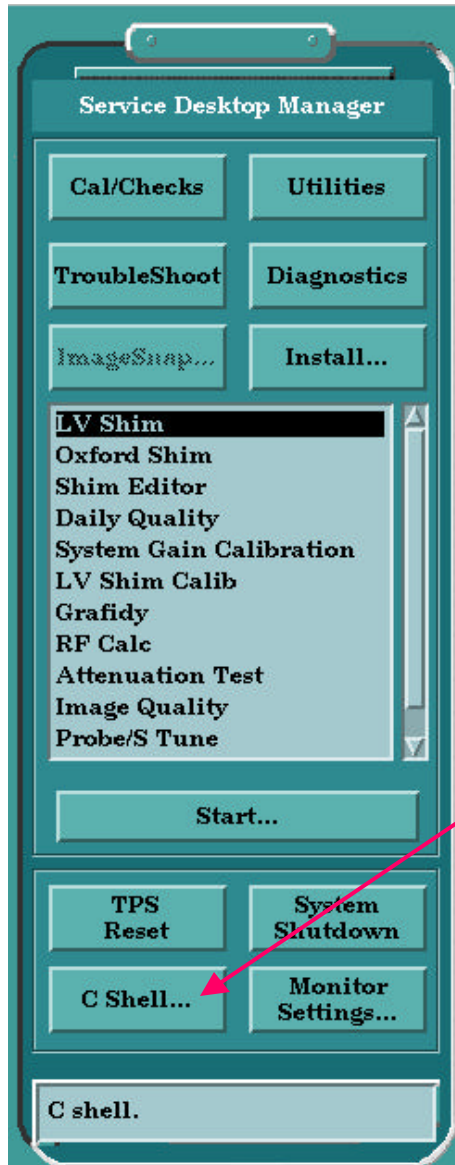 Service Desktop Manager
Cal/Checks Utilities
TroubleShoot Diagnostics
ImageSnap... Install...
LV Shim
Oxford Shim
Shim Editor
Daily Quality
System Gain Calibration
LV Shim Calib
Grafidy
RF Calc
Attenuation Test
Image Quality
Probe/S Tune
Start...
TPS
Reset
System
Shutdown
C Shell...
Monitor
Settings...
C shell.